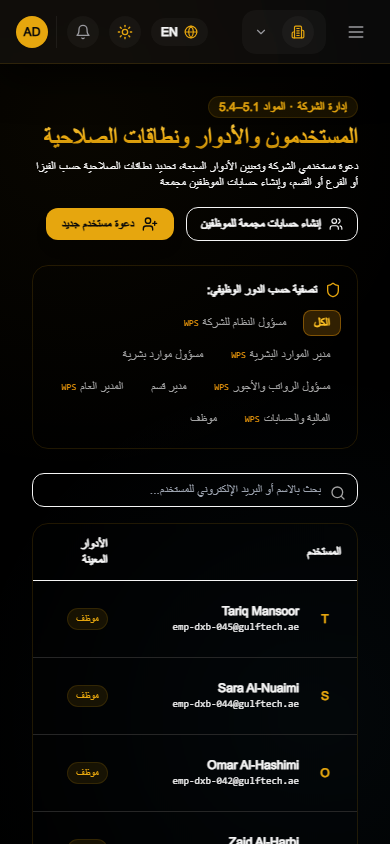 AD
EN
إدارة الشركة · المواد 5.1–5.4
المستخدمون والأدوار ونطاقات الصلاحية
دعوة مستخدمي الشركة وتعيين الأدوار السبعة، تحديد نطاقات الصلاحية حسب الفيزا
أو الفرع أو القسم، وإنشاء حسابات الموظفين مجمعة
إنشاء حسابات مجمعة للموظفين
دعوة مستخدم جديد
تصفية حسب الدور الوظيفي:
الكل
مسؤول النظام للشركة WPS
مدير الموارد البشرية WPS
مسؤول موارد بشرية
مسؤول الرواتب والأجور WPS
مدير قسم
المدير العام WPS
المالية والحسابات WPS
موظف
بحث بالاسم أو البريد الإلكتروني للمستخدم...
المستخدم
الأدوار
المعينة
T
Tariq Mansoor
emp-dxb-045@gulftech.ae
موظف
S
Sara Al-Nuaimi
emp-dxb-044@gulftech.ae
موظف
O
Omar Al-Hashimi
emp-dxb-042@gulftech.ae
موظف
Zaid Al-Harbi